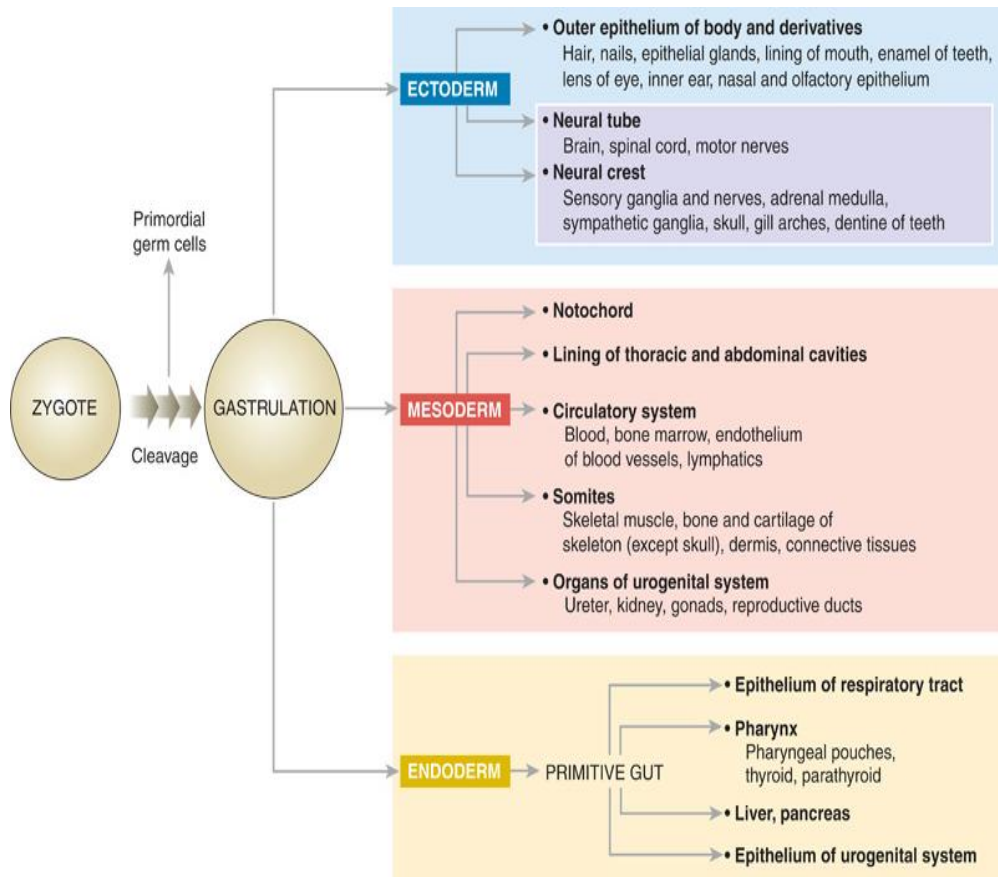 • Outer epithelium of body and derivatives
Hair, nails, epithelial glands, lining of mouth, enamel of teeth,
lens of eye, inner ear, nasal and olfactory epithelium
ECTODERM
• Neural tube
Brain, spinal cord, motor nerves
• Neural crest
Sensory ganglia and nerves, adrenal medulla,
sympathetic ganglia, skull, gill arches, dentine of teeth
Primordial
germ cells
ZYGOTE
Cleavage
GASTRULATION
MESODERM
• Notochord
• Lining of thoracic and abdominal cavities
• Circulatory system
Blood, bone marrow, endothelium
of blood vessels, lymphatics
• Somites
Skeletal muscle, bone and cartilage of
skeleton (except skull), dermis, connective tissues
• Organs of urogenital system
Ureter, kidney, gonads, reproductive ducts
ENDODERM
PRIMITIVE GUT
• Epithelium of respiratory tract
• Pharynx
Pharyngeal pouches,
thyroid, parathyroid
• Liver, pancreas
• Epithelium of urogenital system